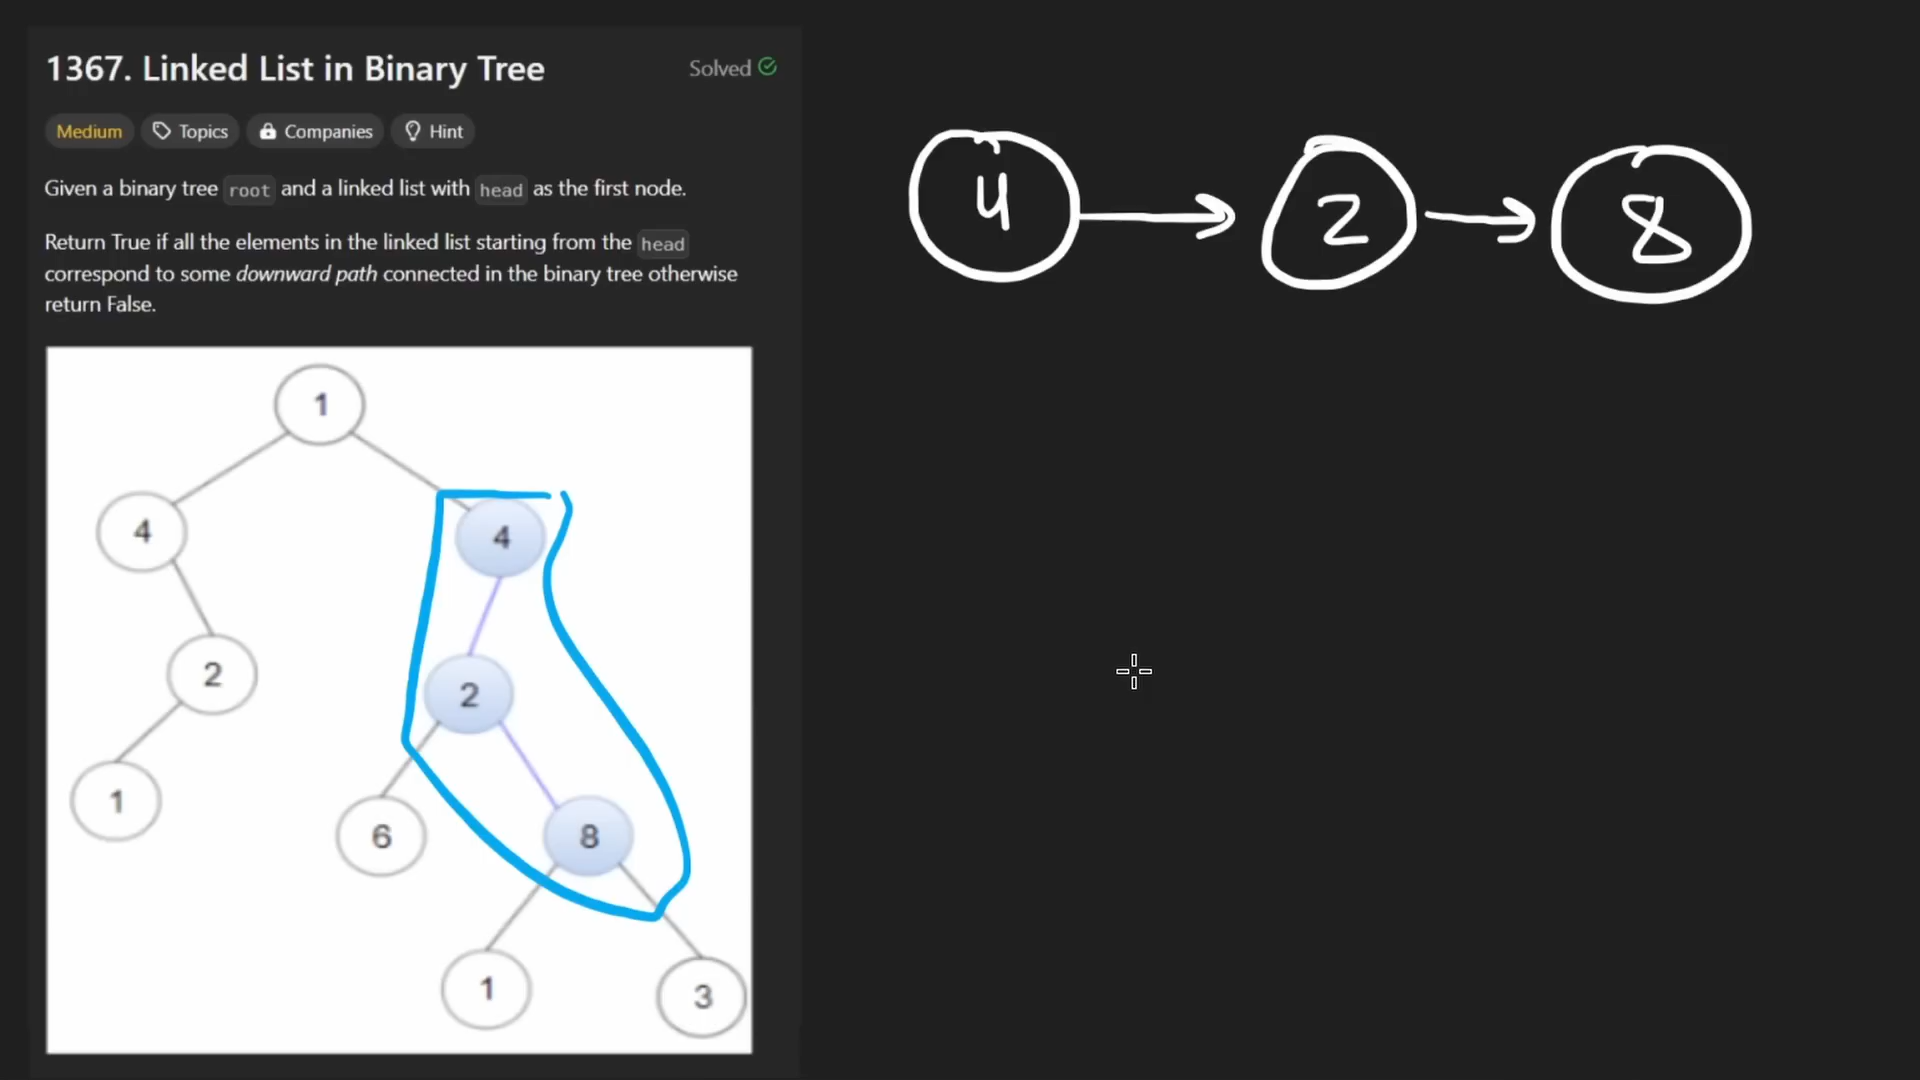 1367. Linked List in Binary Tree
Solved
Medium Topics Companies Hint
Given a binary tree root and a linked list with head as the first node.
Return True if all the elements in the linked list starting from the head
correspond to some downward path connected in the binary tree otherwise
return False.
1
4
4
2
2
1
6
8
1
3
4
2
8